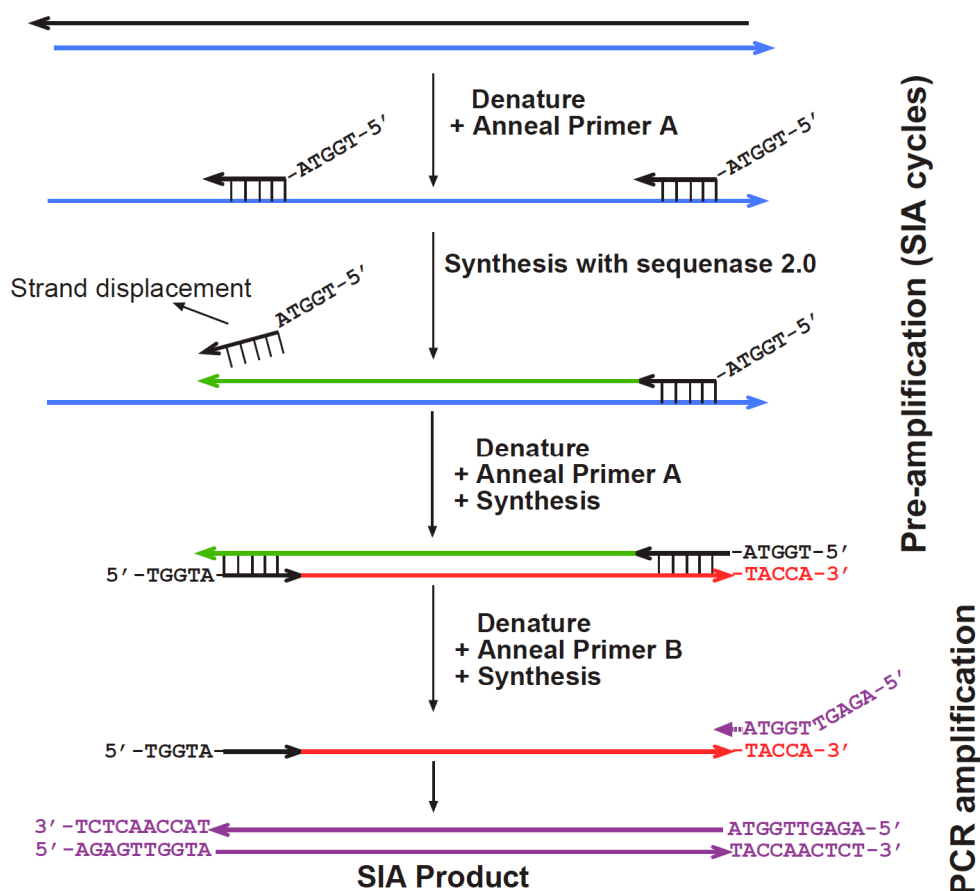 Denature
+ Anneal Primer A
-ATGGT-5'
-ATGGT-5'
Synthesis with sequenase 2.0
Strand displacement
ATGGT-5'
-ATGGT-5'
Denature
+ Anneal Primer A
+ Synthesis
-ATGGT-5'
5'-TGGTA-
-TACCA-3'
Pre-amplification (SIA cycles)
Denature
+ Anneal Primer B
+ Synthesis
-ATGGTTGAGA-5'
5'-TGGTA-
-TACCA-3'
3'-TCTCAACCAT
ATGGTTGAGA-5'
5'-AGAGTTGGTA
TACCAACTCT-3'
SIA Product
PCR amplification